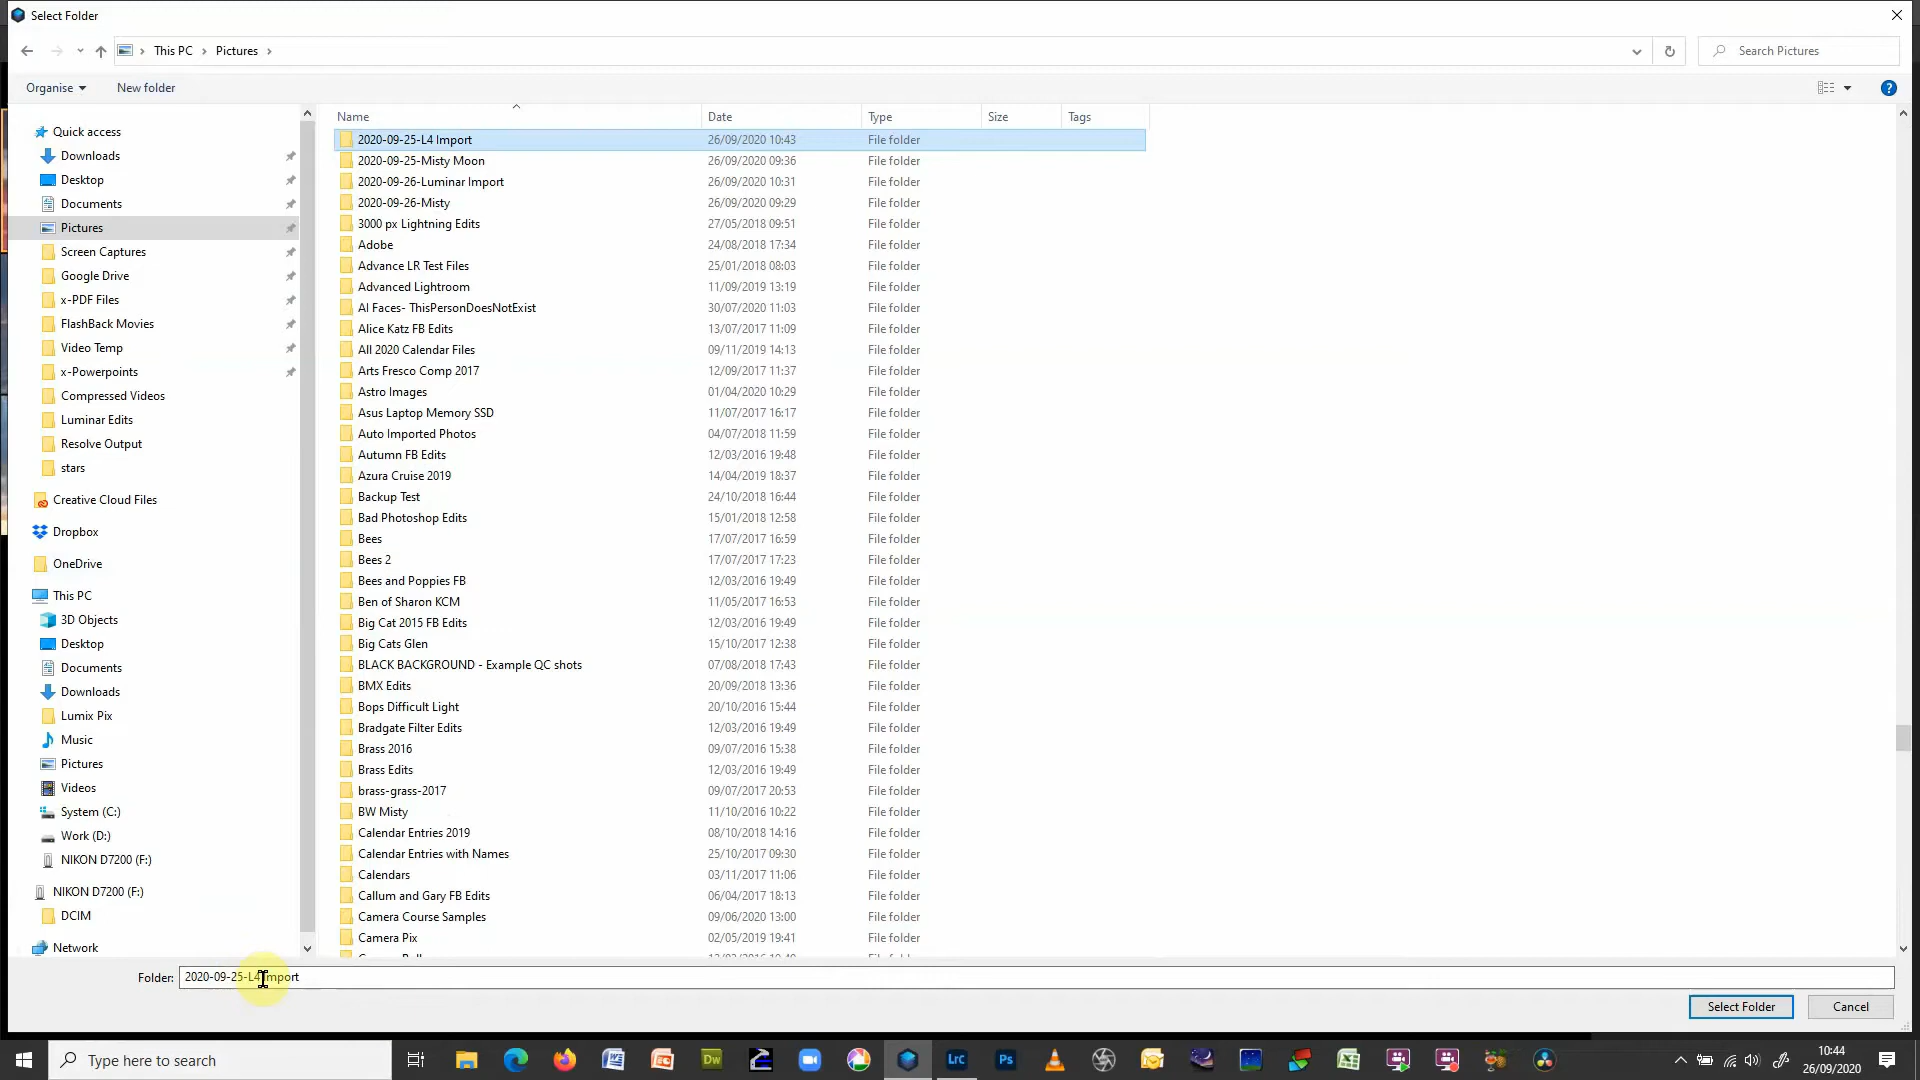 Select Folder
This PC
Pictures
Search Pictures
Organise
New folder
Name
Date
Type
Size
Tags
Quick access
Downloads
Desktop
Documents
Pictures
Screen Captures
Google Drive
x-PDF Files
FlashBack Movies
Video Temp
x-Powerpoints
Compressed Videos
Luminar Edits
Resolve Output
stars
Creative Cloud Files
Dropbox
OneDrive
This PC
3D Objects
Desktop
Documents
Downloads
Lumix Pix
Music
Pictures
Videos
System (C:)
Work (D:)
NIKON D7200 (F:)
NIKON D7200 (F:)
DCIM
Network
2020-09-25-L4 Import 26/09/2020 10:43 File folder
2020-09-25-Misty Moon 26/09/2020 09:36 File folder
2020-09-26-Luminar Import 26/09/2020 10:31 File folder
2020-09-26-Misty 26/09/2020 09:29 File folder
3000 px Lightning Edits 27/05/2018 09:51 File folder
Adobe 24/08/2018 17:34 File folder
Advance LR Test Files 25/01/2018 08:03 File folder
Advanced Lightroom 11/09/2019 13:19 File folder
AI Faces- ThisPersonDoesNotExist 30/07/2020 11:03 File folder
Alice Katz FB Edits 13/07/2017 11:09 File folder
All 2020 Calendar Files 09/11/2019 14:13 File folder
Arts Fresco Comp 2017 12/09/2017 11:37 File folder
Astro Images 01/04/2020 10:29 File folder
Asus Laptop Memory SSD 11/07/2017 16:17 File folder
Auto Imported Photos 04/07/2018 11:59 File folder
Autumn FB Edits 12/03/2016 19:48 File folder
Azura Cruise 2019 14/04/2019 18:37 File folder
Backup Test 24/10/2018 16:44 File folder
Bad Photoshop Edits 15/01/2018 12:58 File folder
Bees 17/07/2017 16:59 File folder
Bees 2 17/07/2017 17:23 File folder
Bees and Poppies FB 12/03/2016 19:49 File folder
Ben of Sharon KCM 11/05/2017 16:53 File folder
Big Cat 2015 FB Edits 12/03/2016 19:49 File folder
Big Cats Glen 15/10/2017 12:38 File folder
BLACK BACKGROUND - Example QC shots 07/08/2018 17:43 File folder
BMX Edits 20/09/2018 13:36 File folder
Bops Difficult Light 20/10/2016 15:44 File folder
Bradgate Filter Edits 12/03/2016 19:49 File folder
Brass 2016 09/07/2016 15:38 File folder
Brass Edits 12/03/2016 19:49 File folder
brass-grass-2017 09/07/2017 20:53 File folder
BW Misty 11/10/2016 10:22 File folder
Calendar Entries 2019 08/10/2018 14:16 File folder
Calendar Entries with Names 25/10/2017 09:30 File folder
Calendars 03/11/2017 11:06 File folder
Callum and Gary FB Edits 06/04/2017 18:13 File folder
Camera Course Samples 09/06/2020 13:00 File folder
Camera Pix 02/05/2019 19:41 File folder
Folder: 2020-09-25-L4 Import
Select Folder
Cancel
Type here to search
Dw
Lrc
Ps
10:44
26/09/2020